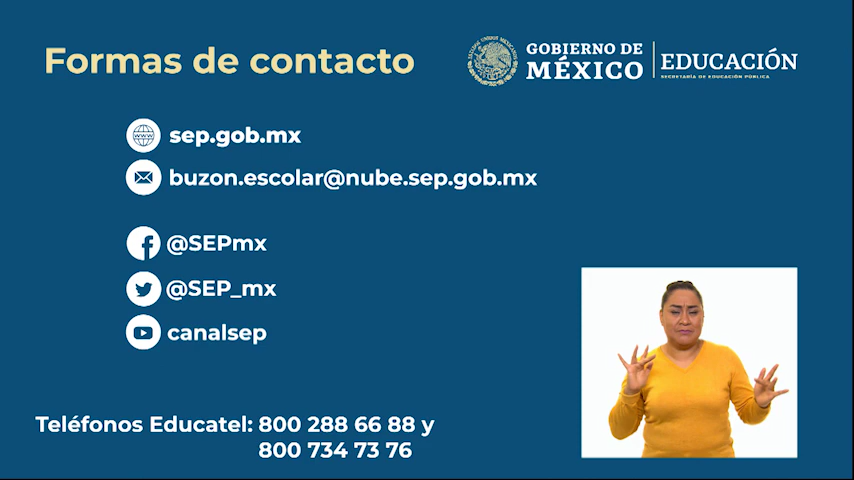 Formas de contacto
GOBIERNO DE
MÉXICO
EDUCACIÓN
SECRETARÍA DE EDUCACIÓN PÚBLICA
www
sep.gob.mx
buzon.escolar@nube.sep.gob.mx
@SEPmx
@SEP_mx
canalsep
Teléfonos Educatel: 800 288 66 88 y
800 734 73 76